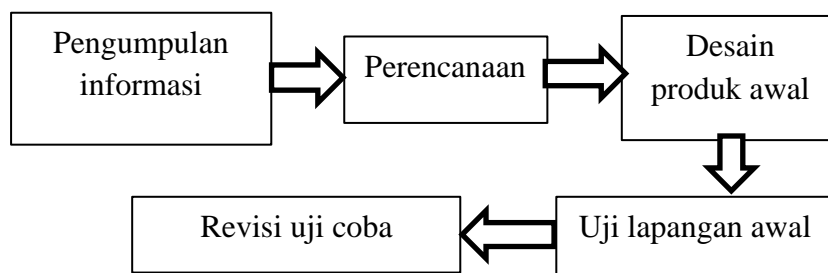 Pengumpulan
informasi
Perencanaan
Desain
produk awal
Uji lapangan awal
Revisi uji coba